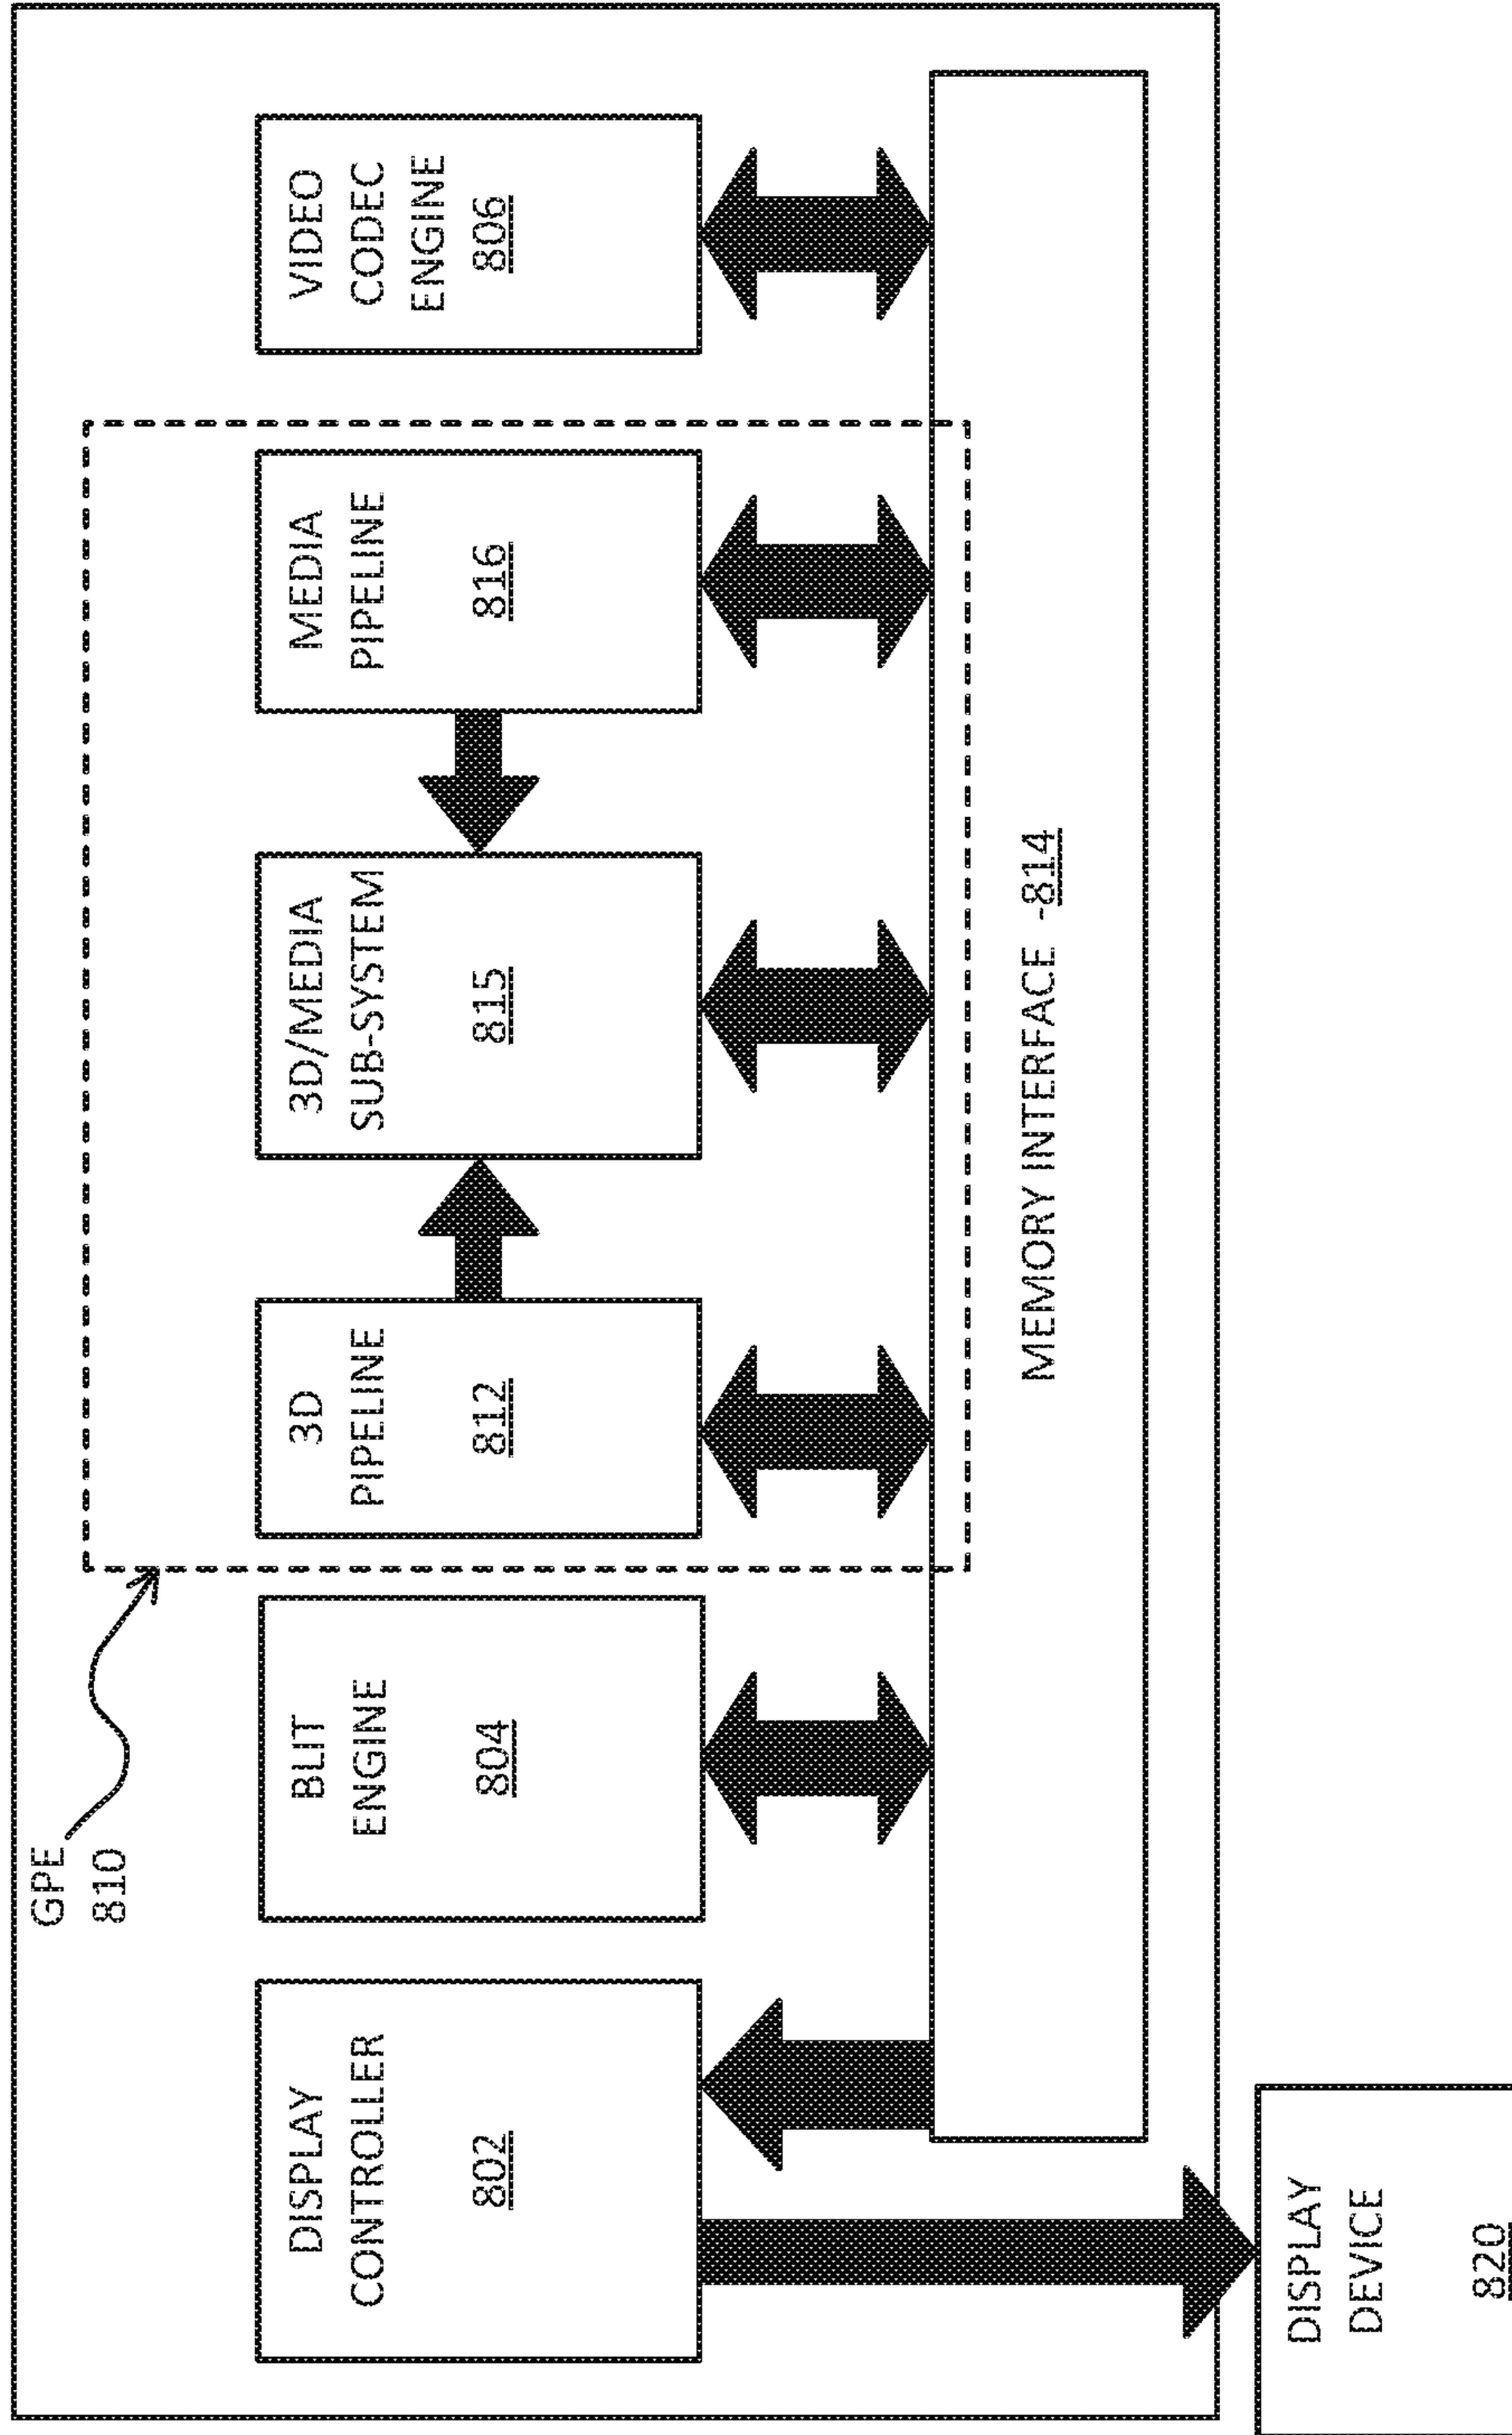 GPE
810
DISPLAY
CONTROLLER
802
BLIT
ENGINE
804
3D
PIPELINE
812
3D/MEDIA
SUB-SYSTEM
815
MEDIA
PIPELINE
816
VIDEO
CODEC
ENGINE
806
MEMORY INTERFACE -814
DISPLAY
DEVICE
820